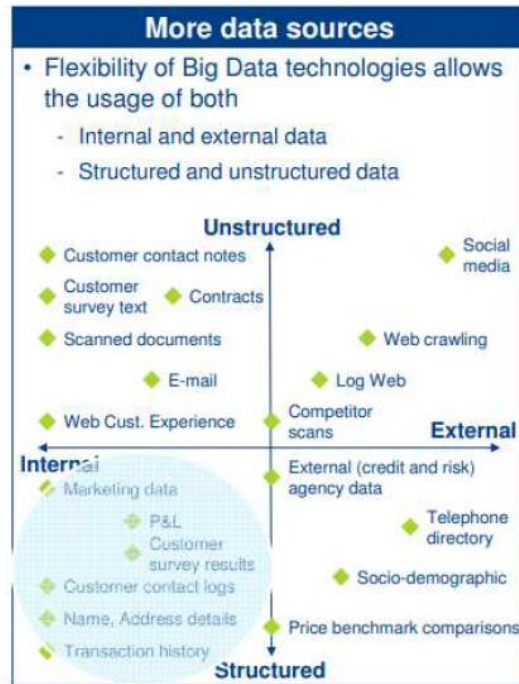 More data sources
• Flexibility of Big Data technologies allows
the usage of both
- Internal and external data
- Structured and unstructured data
Unstructured
Customer contact notes
Social
media
Customer
survey text
Contracts
Scanned documents
Web crawling
E-mail
Log Web
Web Cust. Experience
Competitor
scans
External
Internal
External (credit and risk)
agency data
Marketing data
P&L
Telephone
directory
Customer
survey results
Socio-demographic
Customer contact logs
Name, Address details
Price benchmark comparisons
Transaction history
Structured